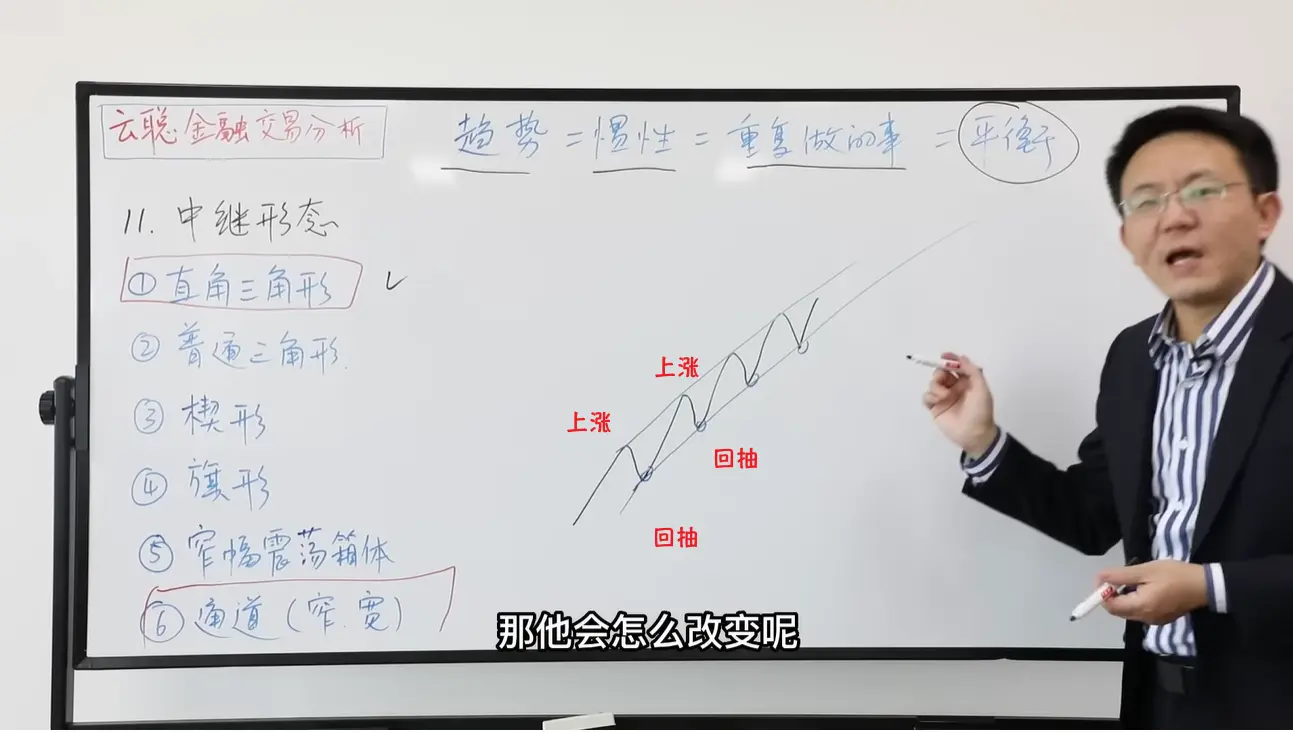 云聪金融交易分析
趋势 = 惯性 = 重复做的事 = 平衡
11. 中继形态
① 直角三角形 ✓
② 普通三角形.
③ 楔形
④ 旗形
⑤ 窄幅震荡箱体
⑥ 通道（窄.宽）
上涨
上涨
回抽
回抽
那他会怎么改变呢